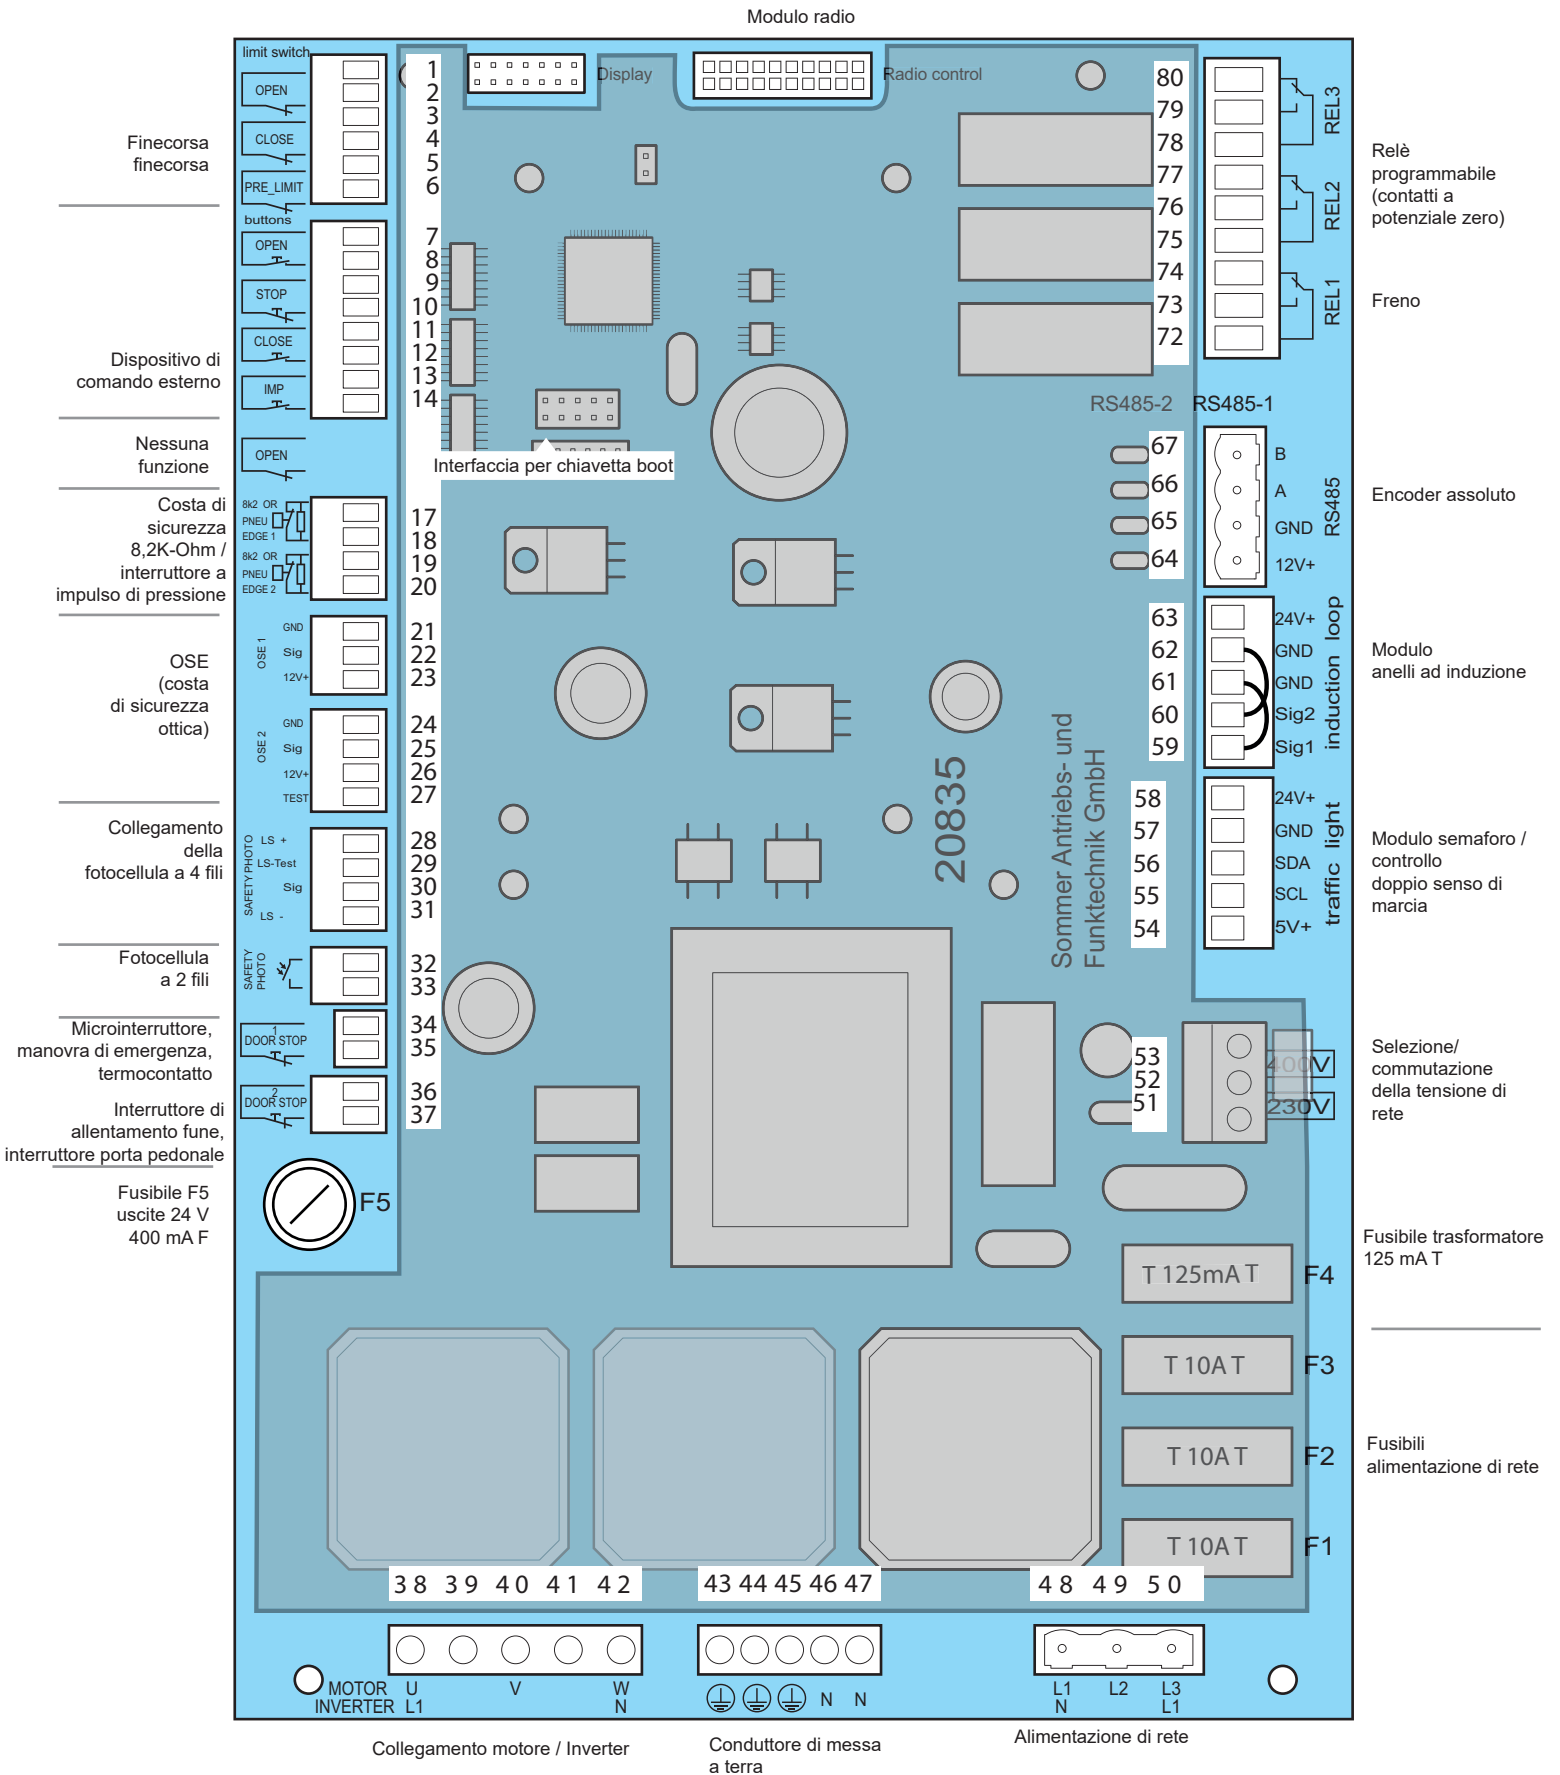 Modulo radio
limit switch
OPEN
CLOSE
PRE_LIMIT
buttons
OPEN
STOP
CLOSE
IMP
OPEN
8k2 OR
PNEU
EDGE 1
8k2 OR
PNEU
EDGE 2
OSE 1
GND
Sig
12V+
OSE 2
GND
Sig
12V+
TEST
SAFETY PHOTO
LS +
LS-Test
Sig
LS -
SAFETY
PHOTO
1
DOOR STOP
2
DOOR STOP
F5
Finecorsa
finecorsa
Dispositivo di
comando esterno
Nessuna
funzione
Costa di
sicurezza
8,2K-Ohm /
interruttore a
impulso di pressione
OSE
(costa
di sicurezza
ottica)
Collegamento
della
fotocellula a 4 fili
Fotocellula
a 2 fili
Microinterruttore,
manovra di emergenza,
termocontatto
Interruttore di
allentamento fune,
interruttore porta pedonale
Fusibile F5
uscite 24 V
400 mA F
1
2
3
4
5
6
7
8
9
10
11
12
13
14
17
18
19
20
21
22
23
24
25
26
27
28
29
30
31
32
33
34
35
36
37
Display
Radio control
Interfaccia per chiavetta boot
20835
Sommer Antriebs- und
Funktechnik GmbH
80
79
78
77
76
75
74
73
72
REL3
REL2
REL1
RS485-2 RS485-1
67
66
65
64
B
A
GND
12V+
RS485
63
62
61
60
59
24V+
GND
GND
Sig2
Sig1
induction loop
58
57
56
55
54
24V+
GND
SDA
SCL
5V+
traffic light
53
52
51
400V
230V
T 125mA T
F4
T 10A T
F3
T 10A T
F2
T 10A T
F1
Relè
programmabile
(contatti a
potenziale zero)
Freno
Encoder assoluto
Modulo
anelli ad induzione
Modulo semaforo /
controllo
doppio senso di
marcia
Selezione/
commutazione
della tensione di
rete
Fusibile trasformatore
125 mA T
Fusibili
alimentazione di rete
38 39 40 41 42
43 44 45 46 47
48 49 50
MOTOR U V W
INVERTER L1 N
N N
L1 L2 L3
N L1
Collegamento motore / Inverter
Conduttore di messa
a terra
Alimentazione di rete